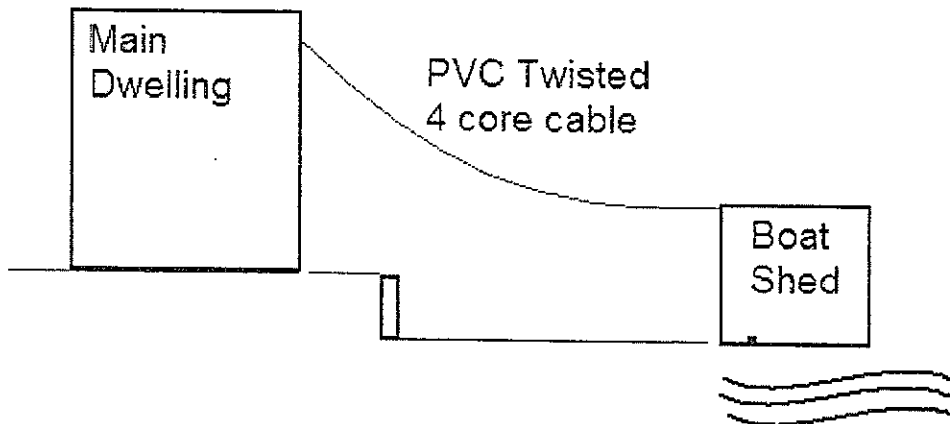 Main
Dwelling
PVC Twisted
4 core cable
Boat
Shed